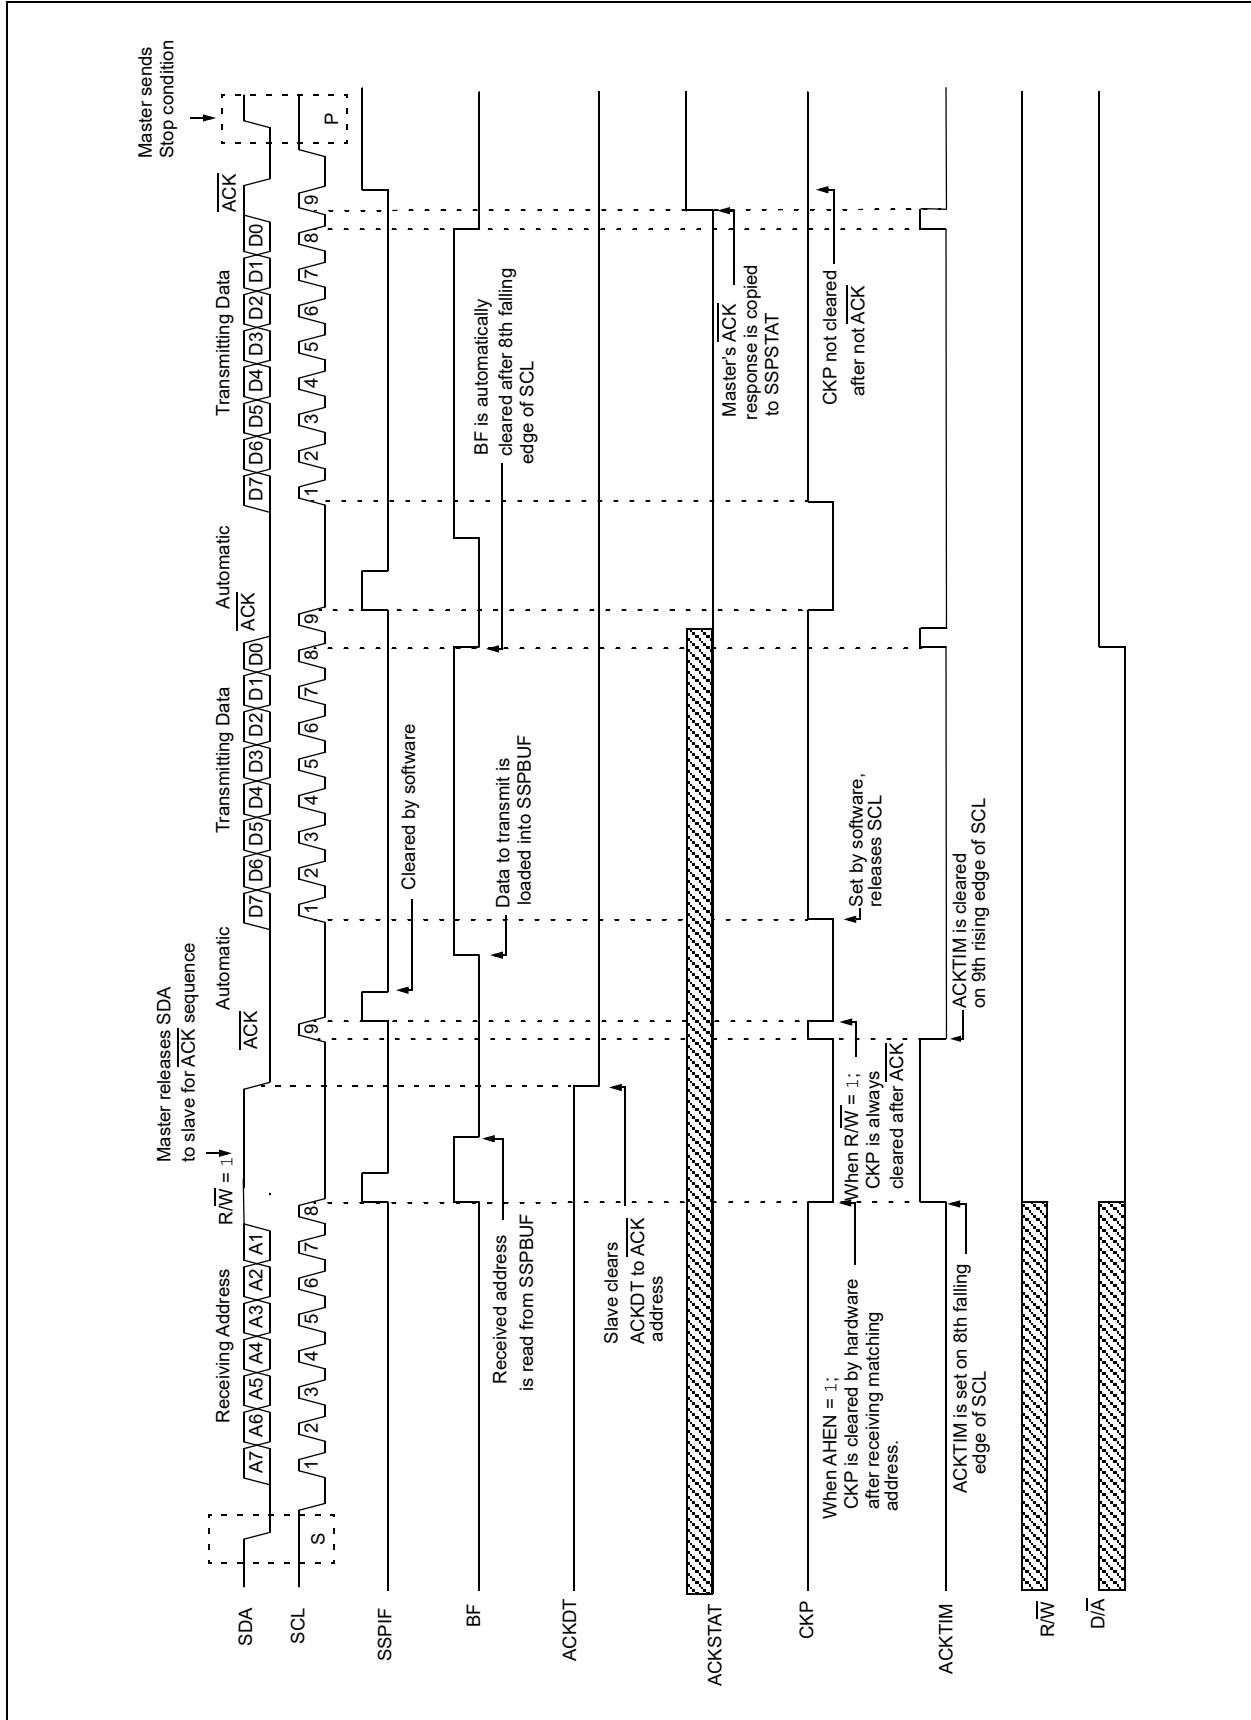 Master sends
Stop condition
Master releases SDA
to slave for ACK sequence
Receiving Address
R/W = 1
ACK
Automatic
Transmitting Data
ACK
Automatic
Transmitting Data
ACK
SDA
A7 A6 A5 A4 A3 A2 A1
D7 D6 D5 D4 D3 D2 D1 D0
D7 D6 D5 D4 D3 D2 D1 D0
SCL
S
1 2 3 4 5 6 7 8 9
1 2 3 4 5 6 7 8 9
1 2 3 4 5 6 7 8 9
P
SSPIF
Cleared by software
BF
Received address
is read from SSPBUF
Data to transmit is
loaded into SSPBUF
BF is automatically
cleared after 8th falling
edge of SCL
ACKDT
Slave clears
ACKDT to ACK
address
ACKSTAT
Master's ACK
response is copied
to SSPSTAT
CKP
When AHEN = 1;
CKP is cleared by hardware
after receiving matching
address.
When R/W = 1;
CKP is always
cleared after ACK
Set by software,
releases SCL
CKP not cleared
after not ACK
ACKTIM
ACKTIM is set on 8th falling
edge of SCL
ACKTIM is cleared
on 9th rising edge of SCL
R/W
D/A